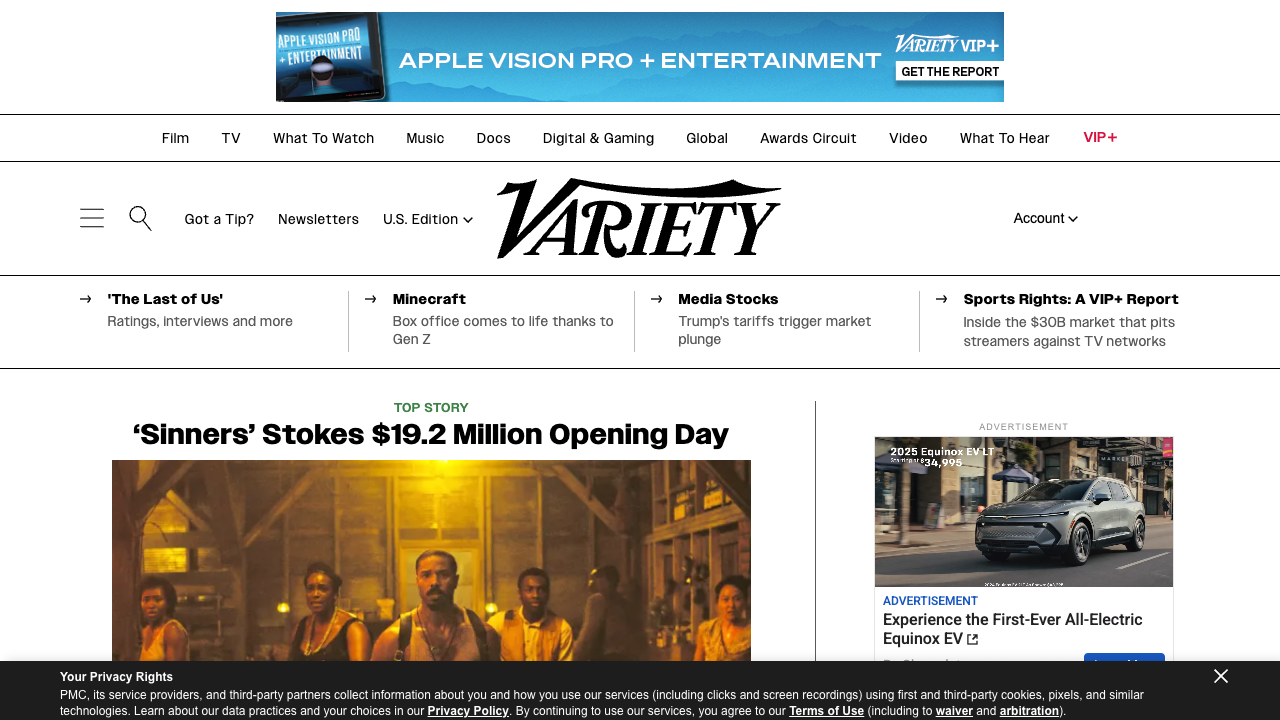 APPLE VISION PRO
+ ENTERTAINMENT
APPLE VISION PRO + ENTERTAINMENT
VARIETY VIP+
GET THE REPORT
Film TV What To Watch Music Docs Digital & Gaming Global Awards Circuit Video What To Hear VIP+
Got a Tip? Newsletters U.S. Edition
VARIETY
Account
'The Last of Us'
Ratings, interviews and more
Minecraft
Box office comes to life thanks to
Gen Z
Media Stocks
Trump's tariffs trigger market
plunge
Sports Rights: A VIP+ Report
Inside the $30B market that pits
streamers against TV networks
TOP STORY
‘Sinners’ Stokes $19.2 Million Opening Day
ADVERTISEMENT
2025 Equinox EV LT
Starting at $34,995
ADVERTISEMENT
Experience the First-Ever All-Electric
Equinox EV
Your Privacy Rights
PMC, its service providers, and third-party partners collect information about you and how you use our services (including clicks and screen recordings) using first and third-party cookies, pixels, and similar
technologies. Learn about our data practices and your choices in our Privacy Policy. By continuing to use our services, you agree to our Terms of Use (including to waiver and arbitration).